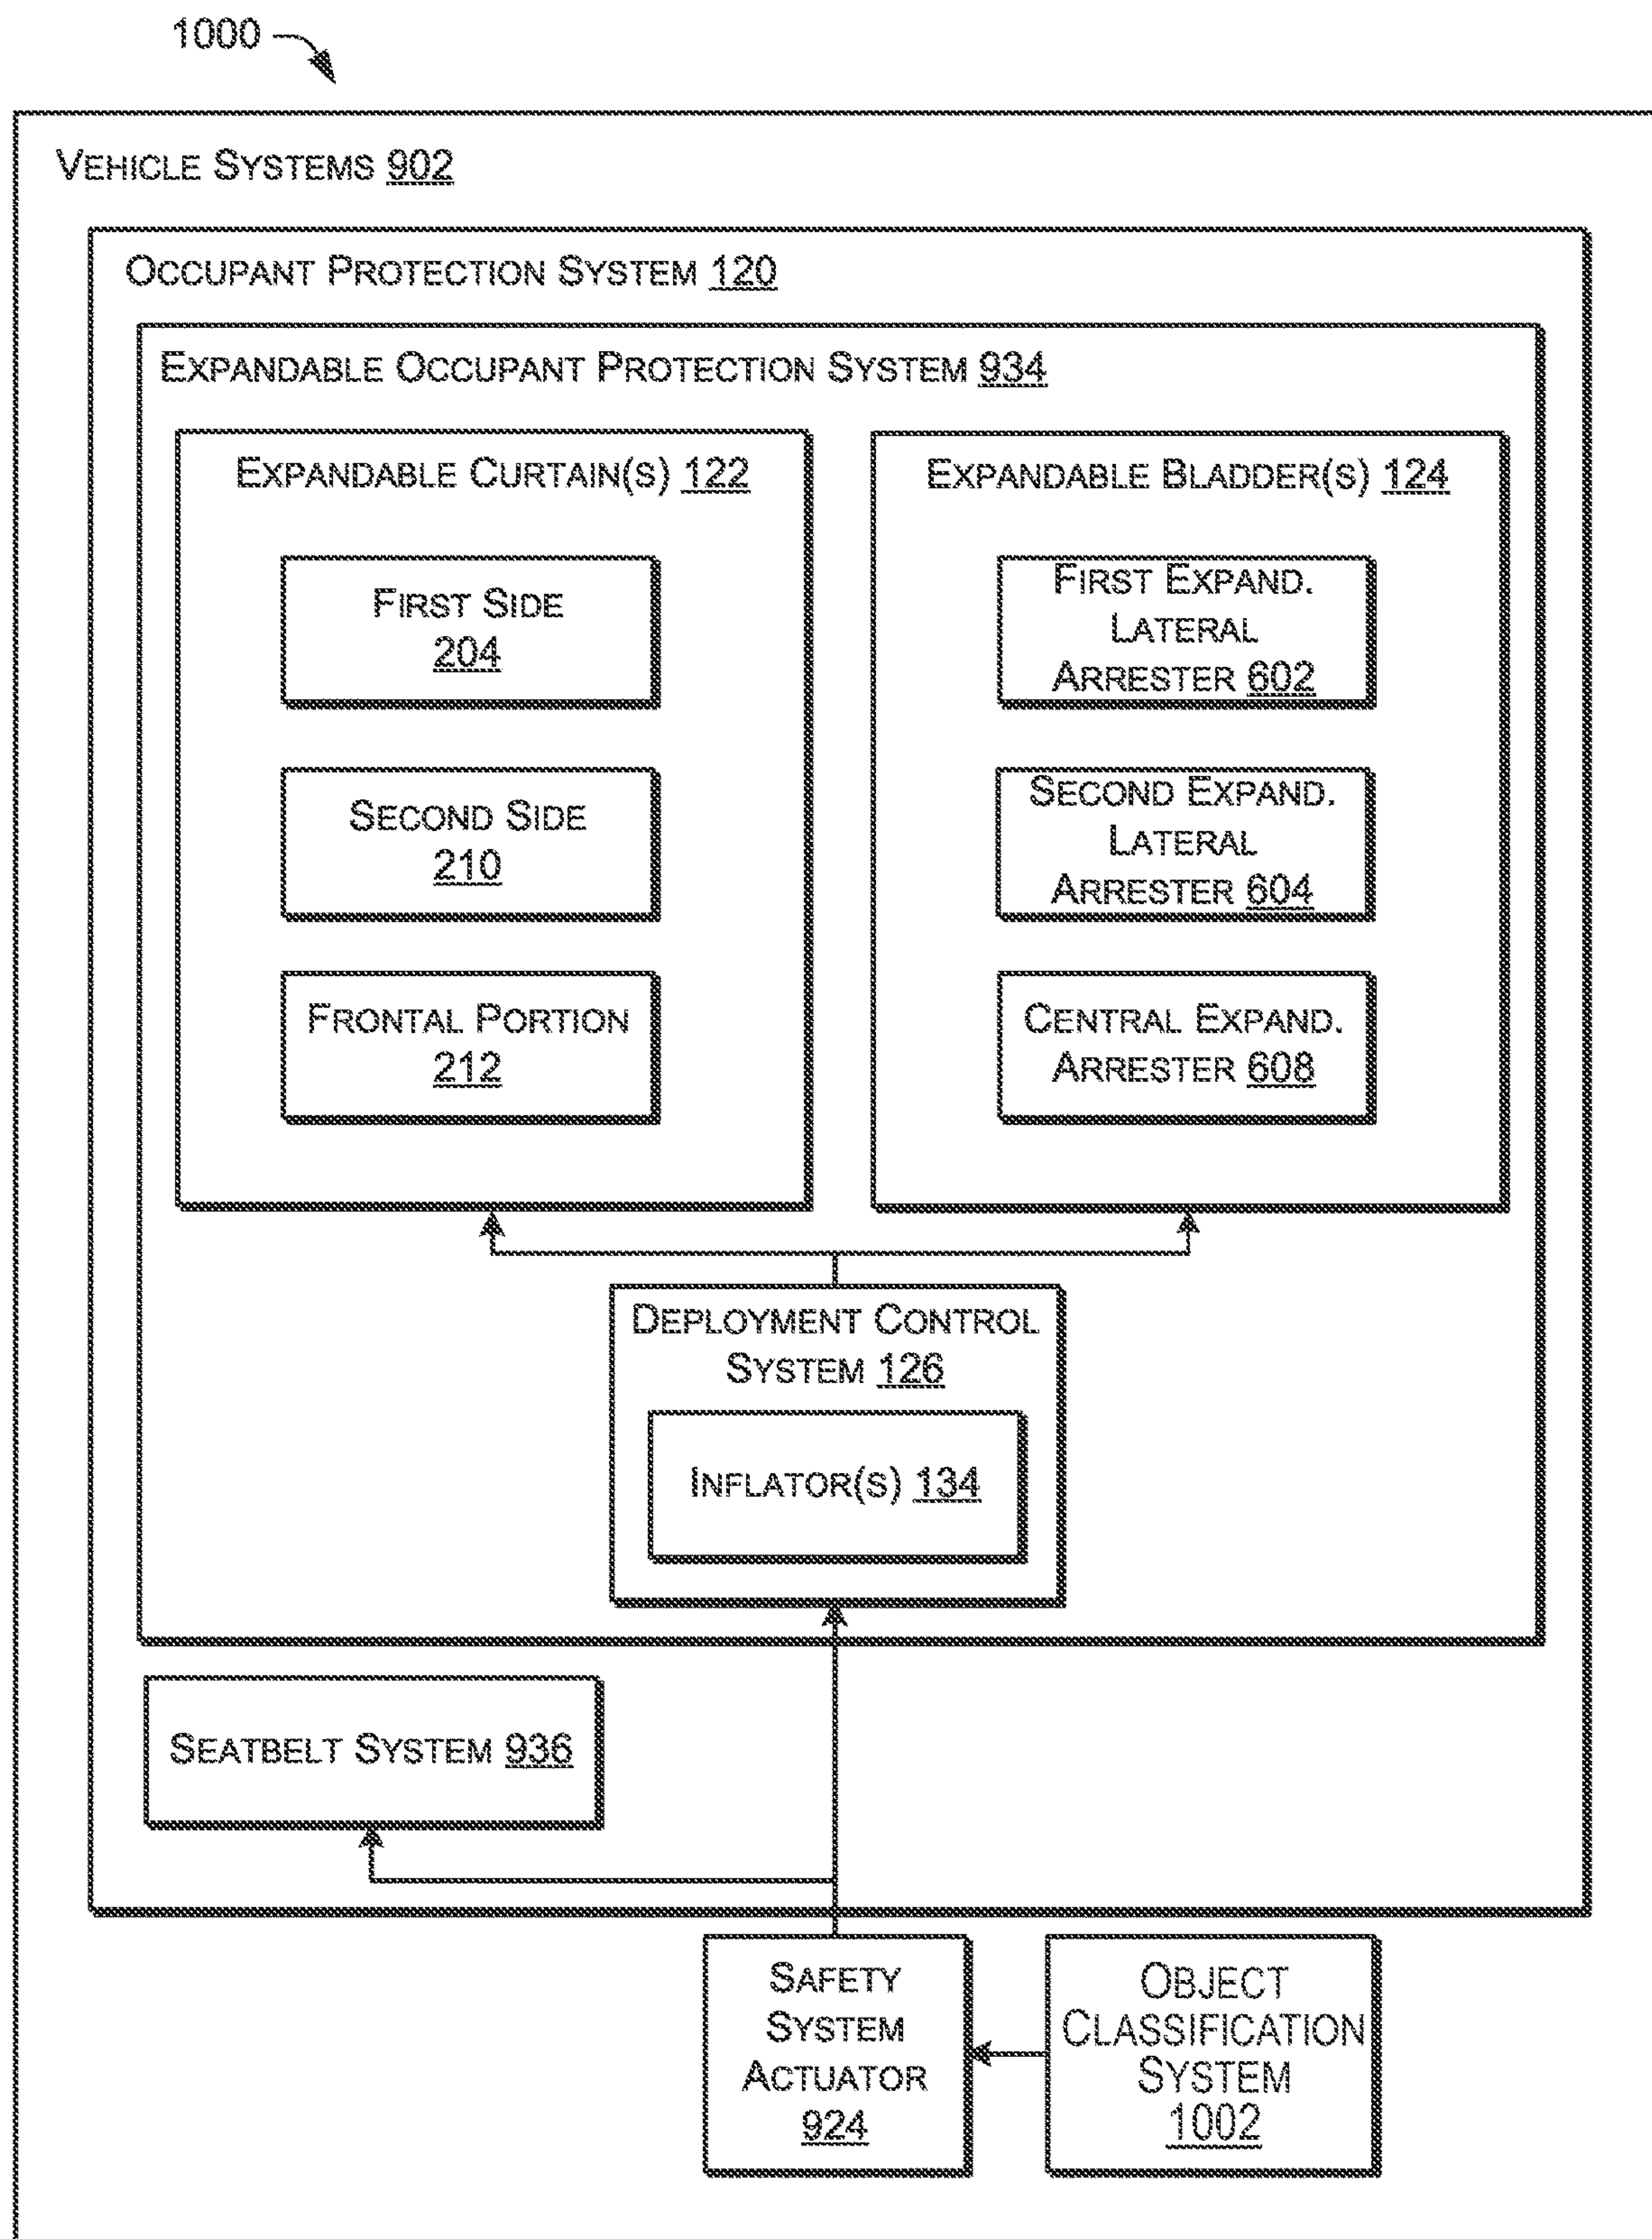 1000
VEHICLE SYSTEMS 902
OCCUPANT PROTECTION SYSTEM 120
EXPANDABLE OCCUPANT PROTECTION SYSTEM 934
EXPANDABLE CURTAIN(S) 122
FIRST SIDE
204
SECOND SIDE
210
FRONTAL PORTION
212
EXPANDABLE BLADDER(S) 124
FIRST EXPAND.
LATERAL
ARRESTER 602
SECOND EXPAND.
LATERAL
ARRESTER 604
CENTRAL EXPAND.
ARRESTER 608
DEPLOYMENT CONTROL
SYSTEM 126
INFLATOR(S) 134
SEATBELT SYSTEM 936
SAFETY
SYSTEM
ACTUATOR
924
OBJECT
CLASSIFICATION
SYSTEM
1002